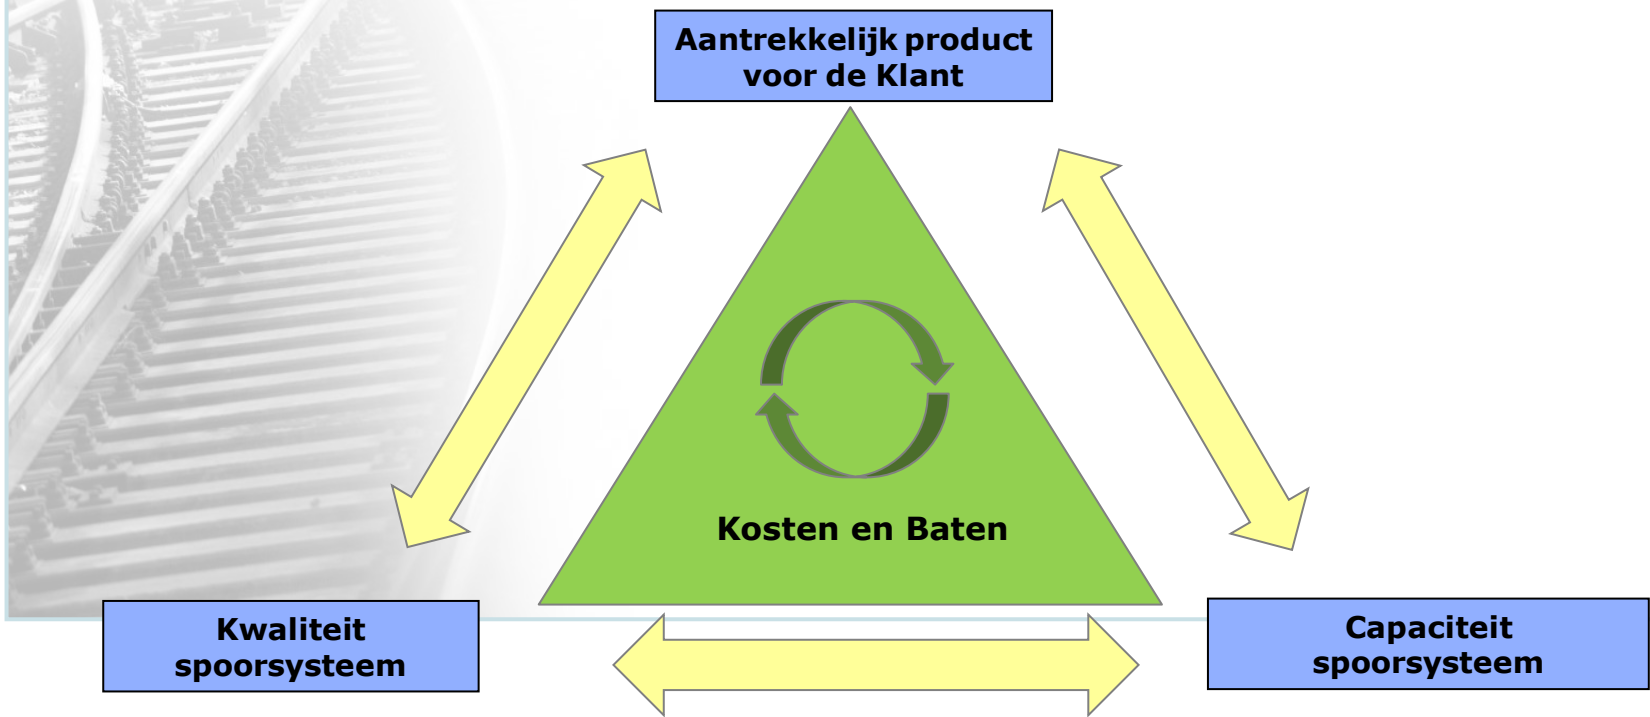 Aantrekkelijk product
voor de Klant
Kosten en Baten
Kwaliteit
spoorsysteem
Capaciteit
spoorsysteem